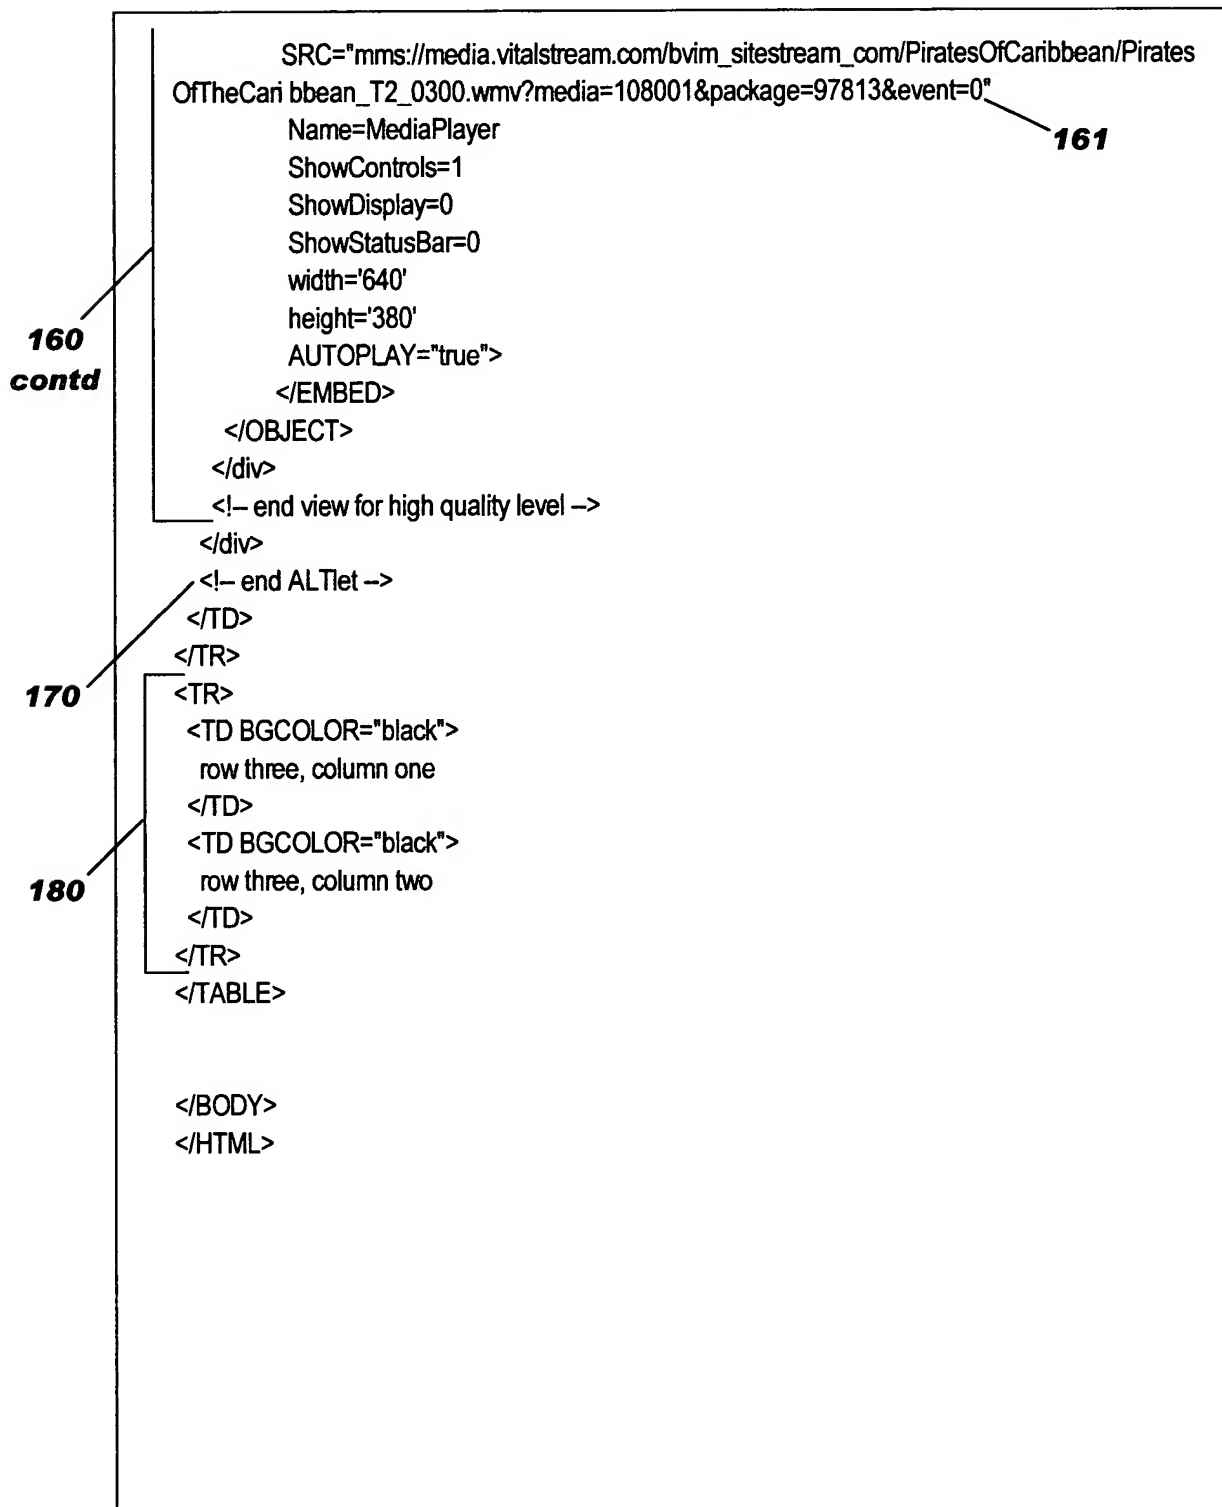 SRC="mms://media.vitalstream.com/bvim_sitestream_com/PiratesOfCaribbean/Pirates
OfTheCari bbean_T2_0300.wmv?media=108001&package=97813&event=0"
161
Name=MediaPlayer
ShowControls=1
ShowDisplay=0
ShowStatusBar=0
width='640'
height='380'
160
contd
AUTOPLAY="true">
</EMBED>
</OBJECT>
</div>
<!-- end view for high quality level -->
</div>
<!-- end ALTlet -->
</TD>
</TR>
170
<TR>
<TD BGCOLOR="black">
row three, column one
</TD>
<TD BGCOLOR="black">
180
row three, column two
</TD>
</TR>
</TABLE>
</BODY>
</HTML>